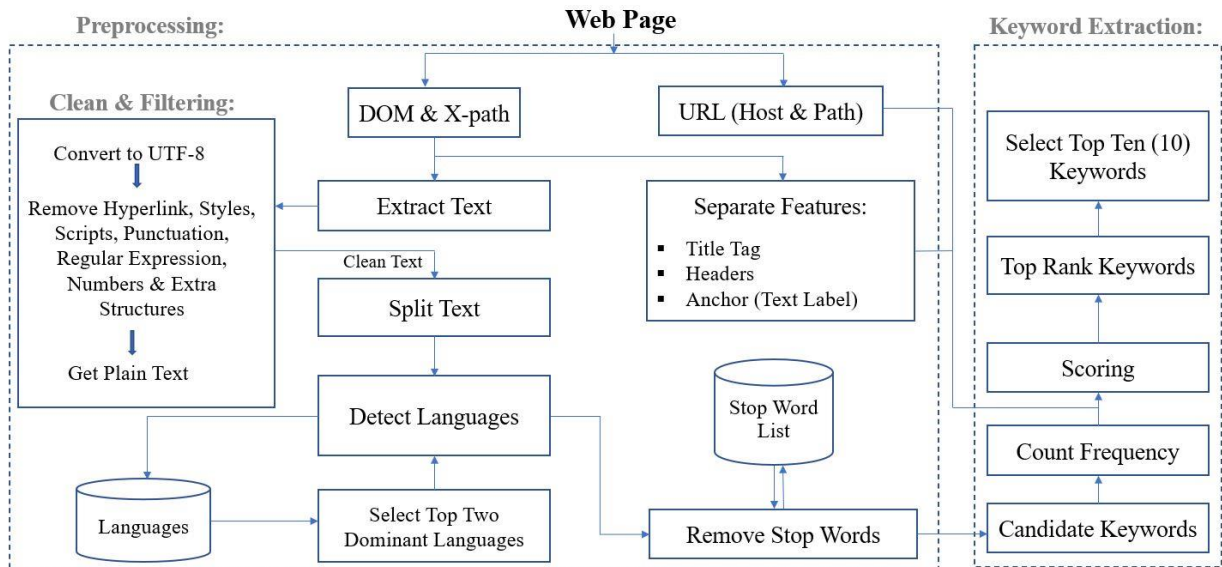 Preprocessing:
Web Page
Keyword Extraction:
Clean & Filtering:
Convert to UTF-8
Remove Hyperlink, Styles,
Scripts, Punctuation,
Regular Expression,
Numbers & Extra
Structures
Get Plain Text
DOM & X-path
URL (Host & Path)
Extract Text
Clean Text
Split Text
Separate Features:
▪ Title Tag
▪ Headers
▪ Anchor (Text Label)
Detect Languages
Languages
Select Top Two
Dominant Languages
Stop Word
List
Remove Stop Words
Select Top Ten (10)
Keywords
Top Rank Keywords
Scoring
Count Frequency
Candidate Keywords